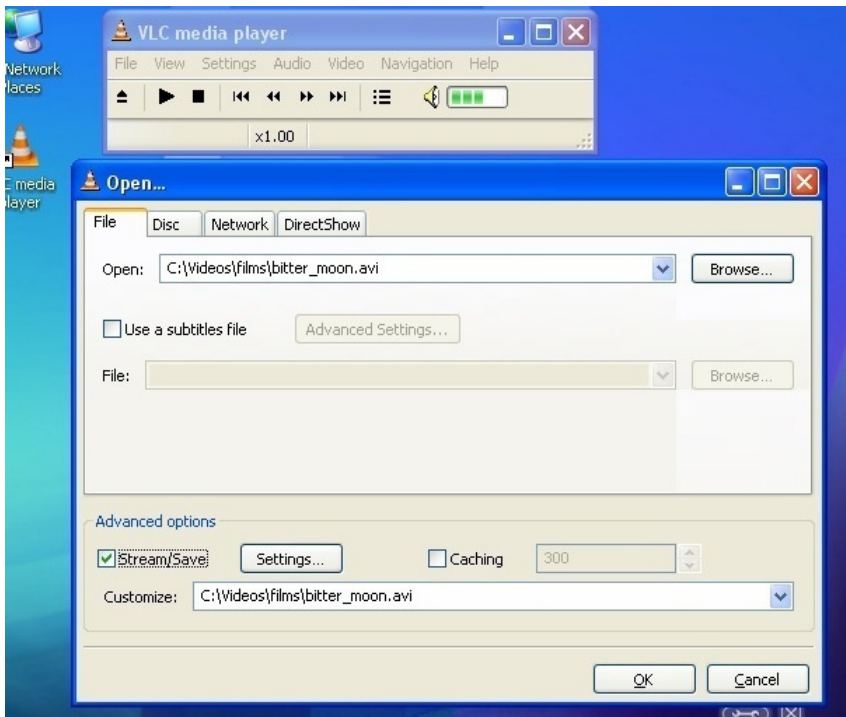 Network
laces
VLC media player
File View Settings Audio Video Navigation Help
x1.00
media
layer
Open...
File Disc Network DirectShow
Open: C:\Videos\films\bitter_moon.avi Browse...
Use a subtitles file Advanced Settings...
File: Browse...
Advanced options
Stream/Save Settings... Caching 300
Customize: C:\Videos\films\bitter_moon.avi
OK Cancel